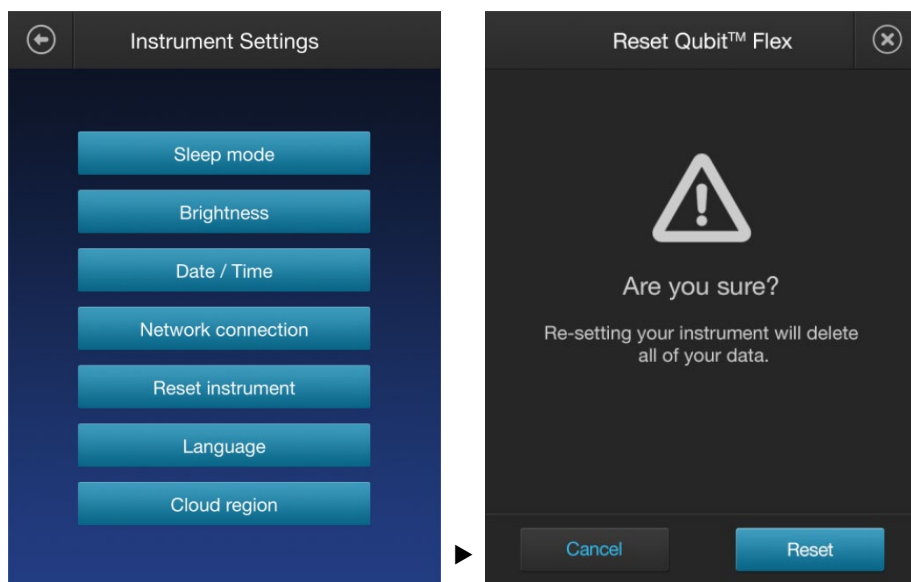 Instrument Settings
Sleep mode
Brightness
Date / Time
Network connection
Reset instrument
Language
Cloud region
Reset Qubit™ Flex
Are you sure?
Re-setting your instrument will delete
all of your data.
Cancel
Reset